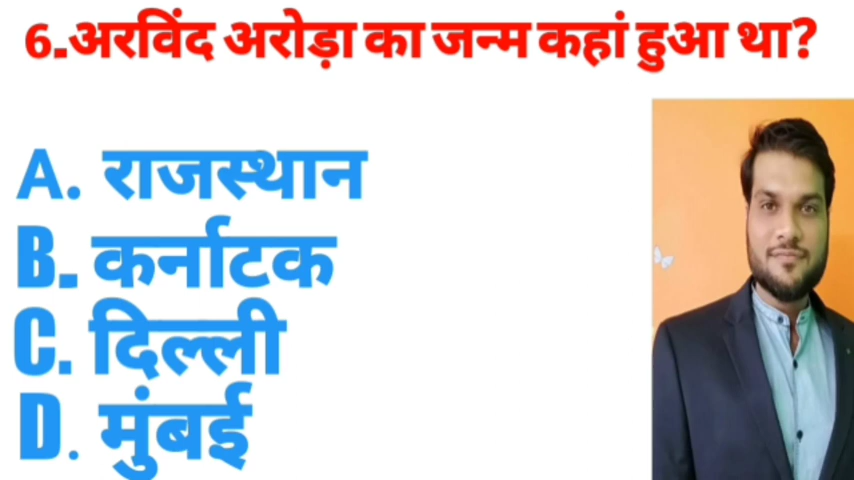 6.अरविंद अरोड़ा का जन्म कहां हुआ था?
A. राजस्थान
B. कर्नाटक
C. दिल्ली
D. मुंबई